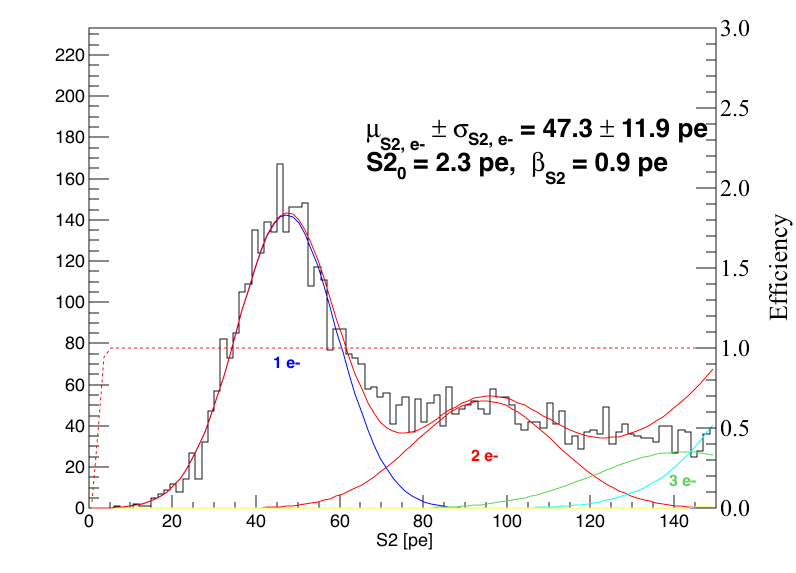 μS2, e- ± σS2, e- = 47.3 ± 11.9 pe
S20 = 2.3 pe, βS2 = 0.9 pe
220
200
180
160
140
120
100
80
60
40
20
0
3.0
2.5
2.0
1.5
1.0
0.5
0.0
Efficiency
1 e-
2 e-
3 e-
0 20 40 60 80 100 120 140
S2 [pe]